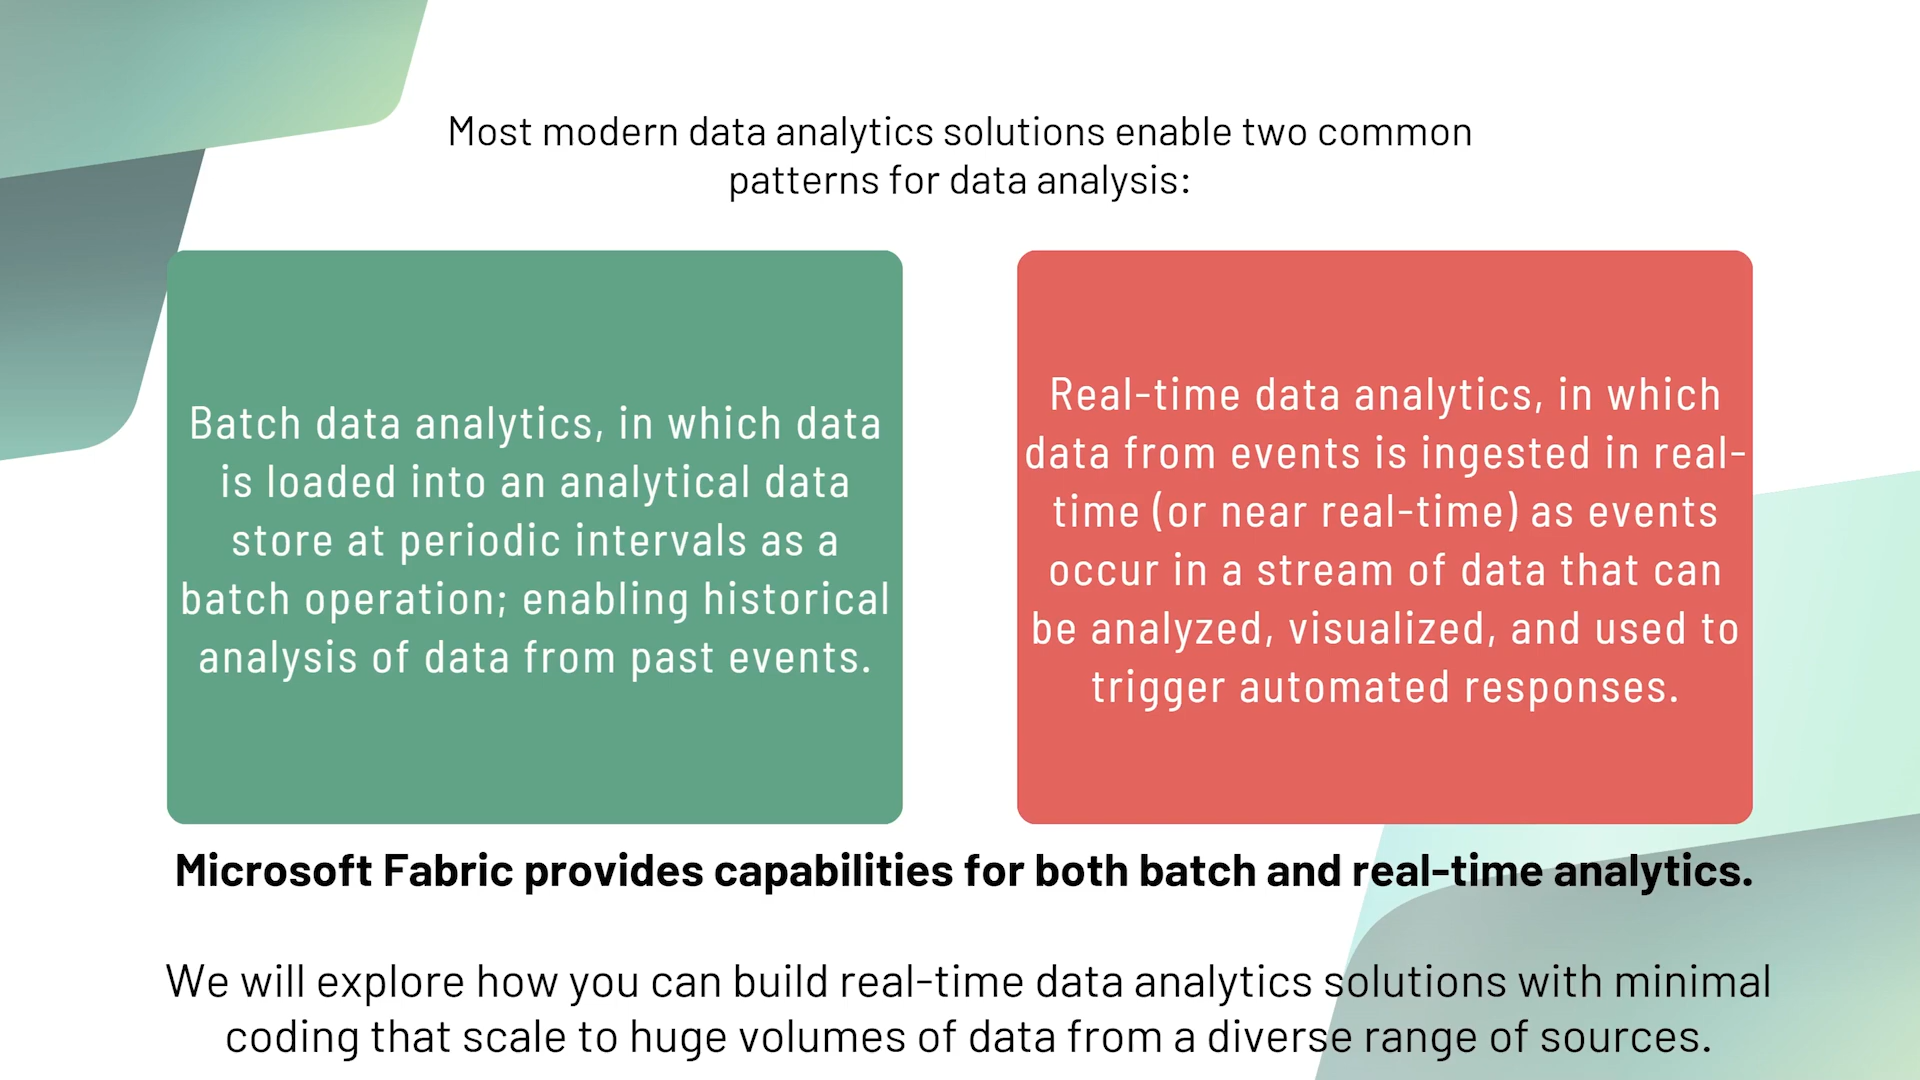 Most modern data analytics solutions enable two common
patterns for data analysis:
Batch data analytics, in which data
is loaded into an analytical data
store at periodic intervals as a
batch operation; enabling historical
analysis of data from past events.
Real-time data analytics, in which
data from events is ingested in real-
time (or near real-time) as events
occur in a stream of data that can
be analyzed, visualized, and used to
trigger automated responses.
Microsoft Fabric provides capabilities for both batch and real-time analytics.
We will explore how you can build real-time data analytics solutions with minimal
coding that scale to huge volumes of data from a diverse range of sources.